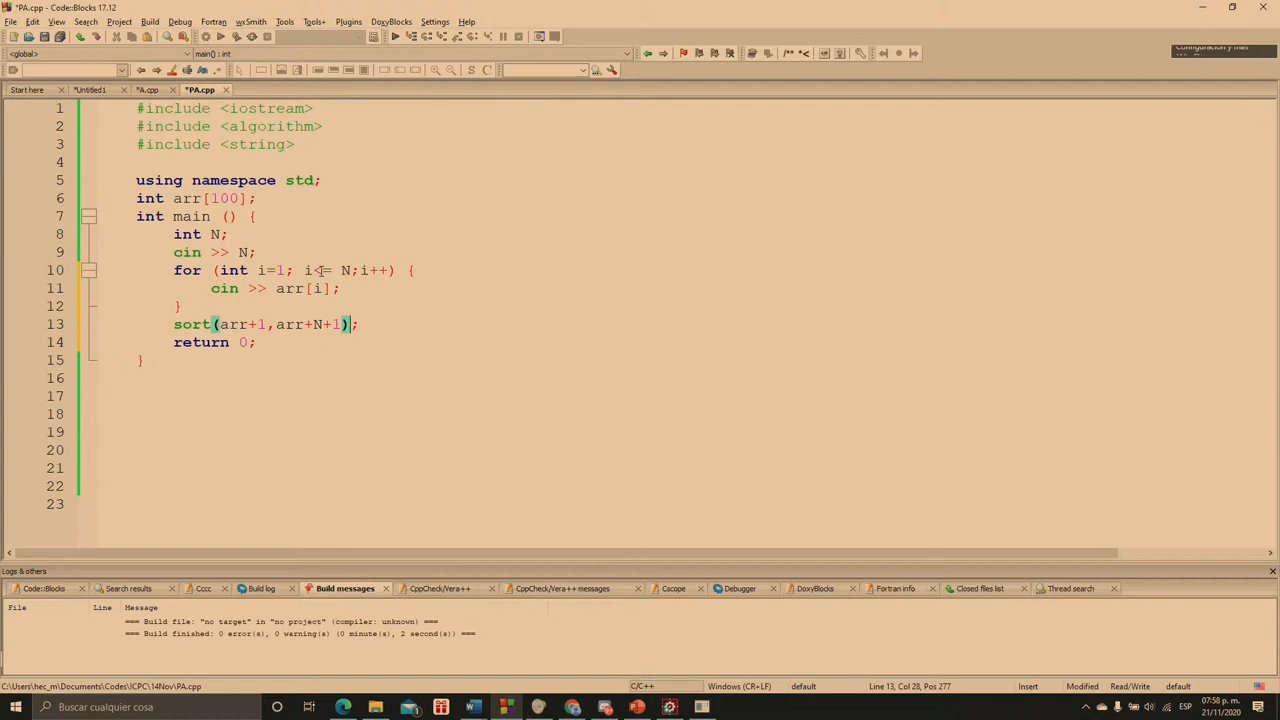 *PA.cpp - Code::Blocks 17.12
File Edit View Search Project Build Debug Fortran wxSmith Tools Tools+ Plugins DoxyBlocks Settings Help
<global> main() : int
/** *<
S C
Start here *Untitled1 *A.cpp *PA.cpp
1 #include <iostream>
2 #include <algorithm>
3 #include <string>
4
5 using namespace std;
6 int arr[100];
7 int main () {
8 int N;
9 cin >> N;
10 for (int i=1; i<= N;i++) {
11 cin >> arr[i];
12 }
13 sort(arr+1,arr+N+1);
14 return 0;
15 }
16
17
18
19
20
21
22
23
Logs & others
Code::Blocks Search results Cccc Build log Build messages CppCheck/Vera++ CppCheck/Vera++ messages Cscope Debugger DoxyBlocks Fortran info Closed files list Thread search
File Line Message
=== Build file: "no target" in "no project" (compiler: unknown) ===
=== Build finished: 0 error(s), 0 warning(s) (0 minute(s), 2 second(s)) ===
C:\Users\hec_m\Documents\Codes\ICPC\14Nov\PA.cpp C/C++ Windows (CR+LF) default Line 13, Col 28, Pos 277 Insert Modified Read/Write default
Escribe aquí para buscar cualquier cosa ESP 07:58 p. m.
21/11/2020